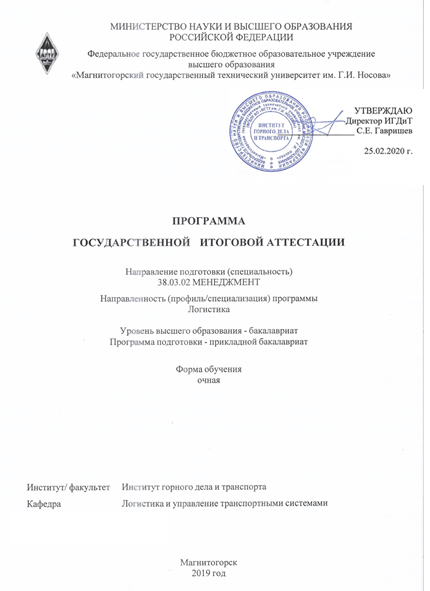 МИНИСТЕРСТВО НАУКИ И ВЫСШЕГО ОБРАЗОВАНИЯ
РОССИЙСКОЙ ФЕДЕРАЦИИ
Федеральное государственное бюджетное образовательное учреждение
высшего образования
«Магнитогорский государственный технический университет им. Г.И. Носова»
УТВЕРЖДАЮ
Директор ИГДиТ
С.Е. Гавришев
25.02.2020 г.
ИНСТИТУТ
ГОРНОГО ДЕЛА
И ТРАНСПОРТА
ПРОГРАММА
ГОСУДАРСТВЕННОЙ ИТОГОВОЙ АТТЕСТАЦИИ
Направление подготовки (специальность)
38.03.02 МЕНЕДЖМЕНТ
Направленность (профиль/специализация) программы
Логистика
Уровень высшего образования - бакалавриат
Программа подготовки - прикладной бакалавриат
Форма обучения
очная
Институт/ факультет Институт горного дела и транспорта
Кафедра Логистика и управление транспортными системами
Магнитогорск
2019 год